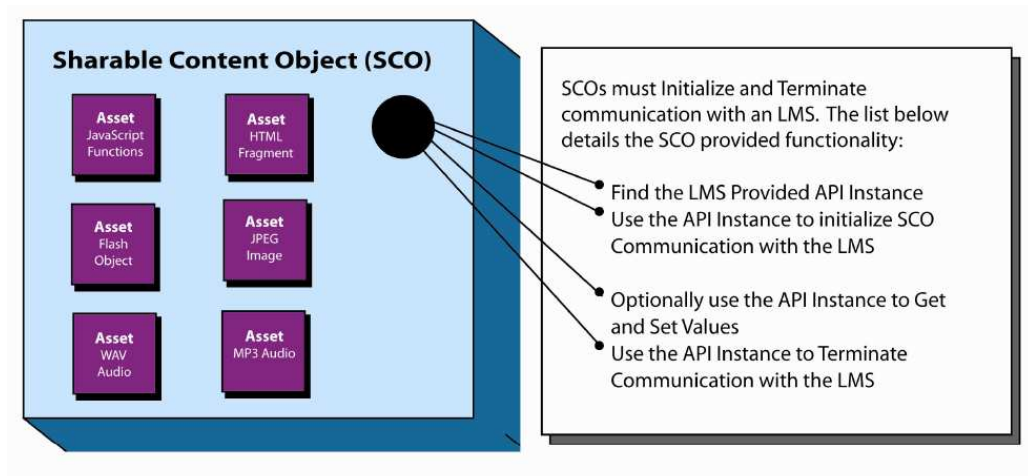 Sharable Content Object (SCO)
Asset
JavaScript
Functions
Asset
HTML
Fragment
Asset
Flash
Object
Asset
JPEG
Image
Asset
WAV
Audio
Asset
MP3 Audio
SCOs must Initialize and Terminate
communication with an LMS. The list below
details the SCO provided functionality:
Find the LMS Provided API Instance
Use the API Instance to initialize SCO
Communication with the LMS
Optionally use the API Instance to Get
and Set Values
Use the API Instance to Terminate
Communication with the LMS